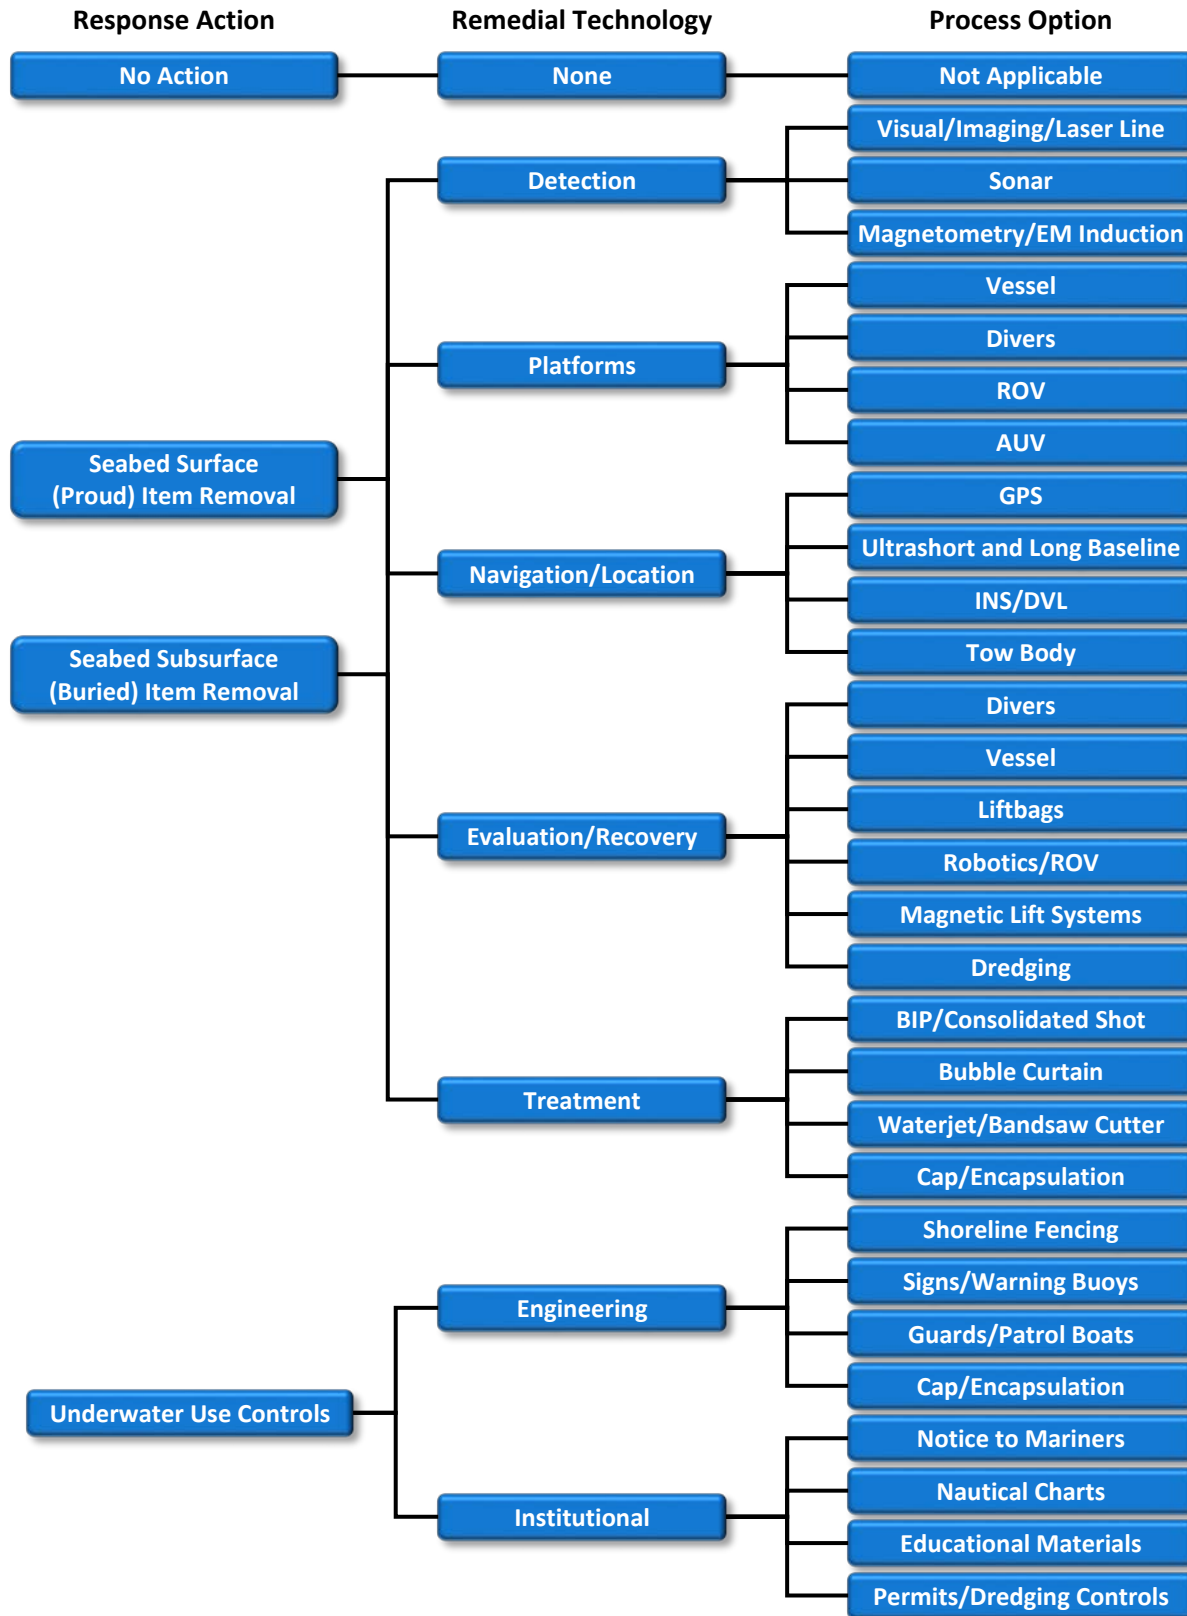 Response Action
Remedial Technology
Process Option
No Action
None
Not Applicable
Seabed Surface
(Proud) Item Removal
Seabed Subsurface
(Buried) Item Removal
Detection
Visual/Imaging/Laser Line
Sonar
Magnetometry/EM Induction
Platforms
Vessel
Divers
ROV
AUV
Navigation/Location
GPS
Ultrashort and Long Baseline
INS/DVL
Tow Body
Evaluation/Recovery
Divers
Vessel
Liftbags
Robotics/ROV
Magnetic Lift Systems
Dredging
Treatment
BIP/Consolidated Shot
Bubble Curtain
Waterjet/Bandsaw Cutter
Cap/Encapsulation
Underwater Use Controls
Engineering
Shoreline Fencing
Signs/Warning Buoys
Guards/Patrol Boats
Cap/Encapsulation
Institutional
Notice to Mariners
Nautical Charts
Educational Materials
Permits/Dredging Controls